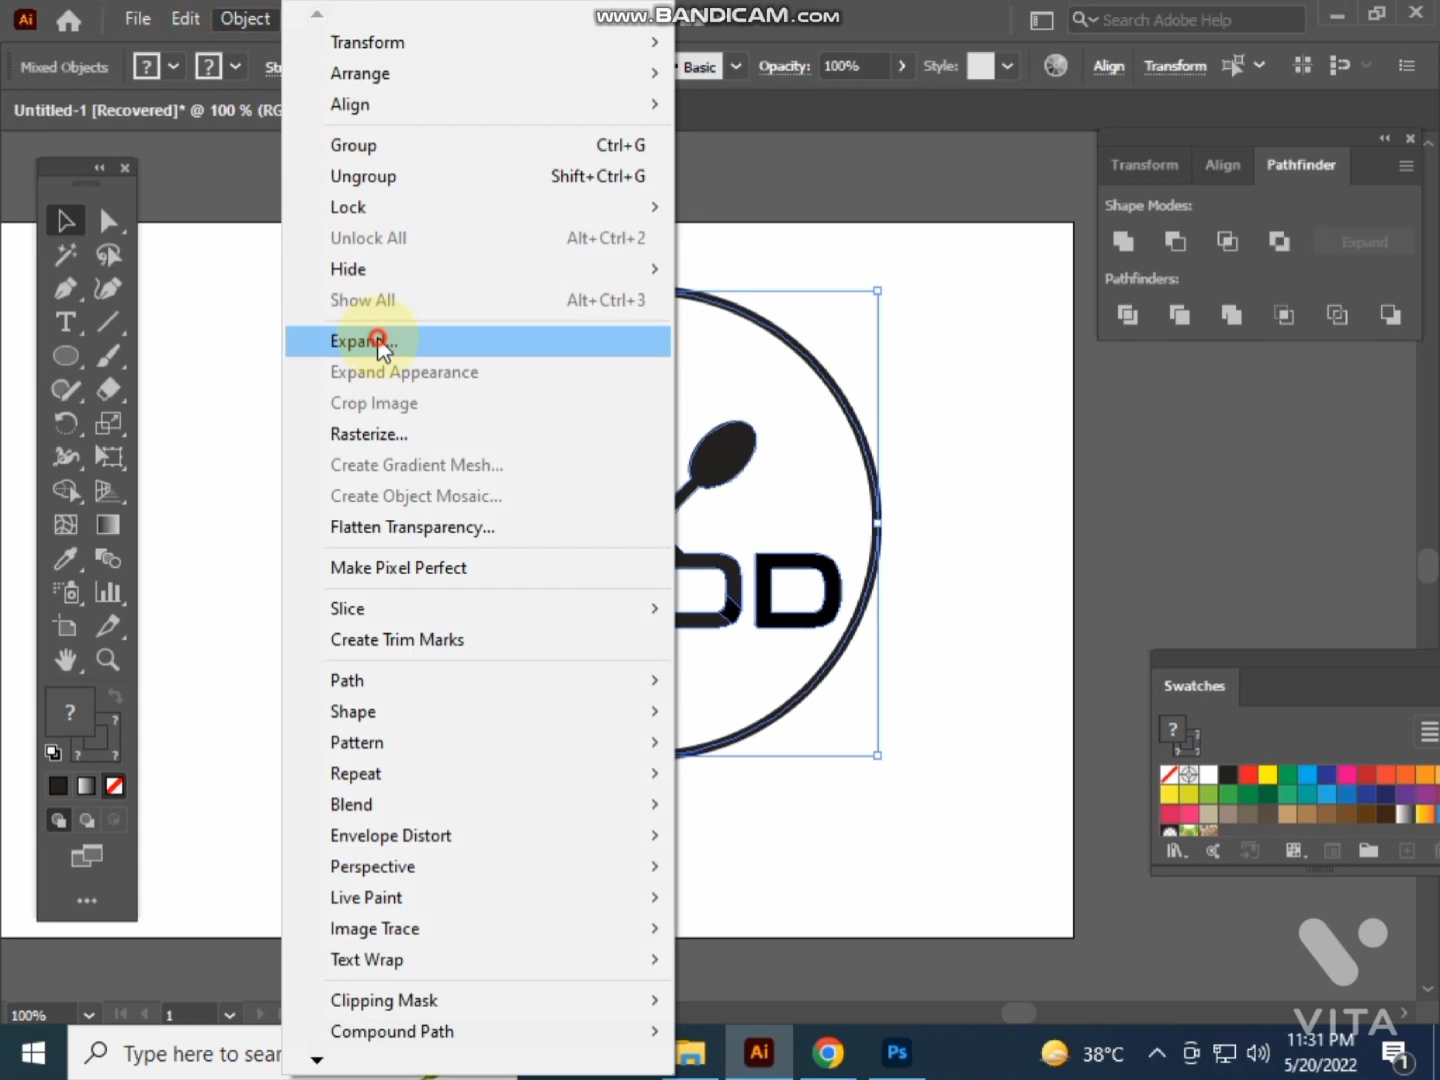 www.BANDICAM.com
Ai File Edit Object
Search Adobe Help
Mixed Objects ? ?
Basic Opacity: 100% Style: Align Transform
Untitled-1 [Recovered]* @ 100 %
Transform
Arrange
Align
Group Ctrl+G
Ungroup Shift+Ctrl+G
Lock
Unlock All Alt+Ctrl+2
Hide
Show All Alt+Ctrl+3
Expand...
Expand Appearance
Crop Image
Rasterize...
Create Gradient Mesh...
Create Object Mosaic...
Flatten Transparency...
Make Pixel Perfect
Slice
Create Trim Marks
Path
Shape
Pattern
Repeat
Blend
Envelope Distort
Perspective
Live Paint
Image Trace
Text Wrap
Clipping Mask
Compound Path
Transform Align Pathfinder
Shape Modes:
Expand
Pathfinders:
OD
Swatches
?
?
100% 1
VITA
Type here to sear
Ai Ps
38°C
11:31 PM
5/20/2022
1